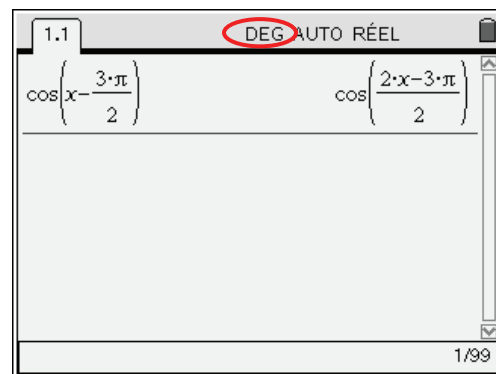 1.1 DEG AUTO RÉEL
cos(x-3·π/2) cos((2·x-3·π)/2)
1/99